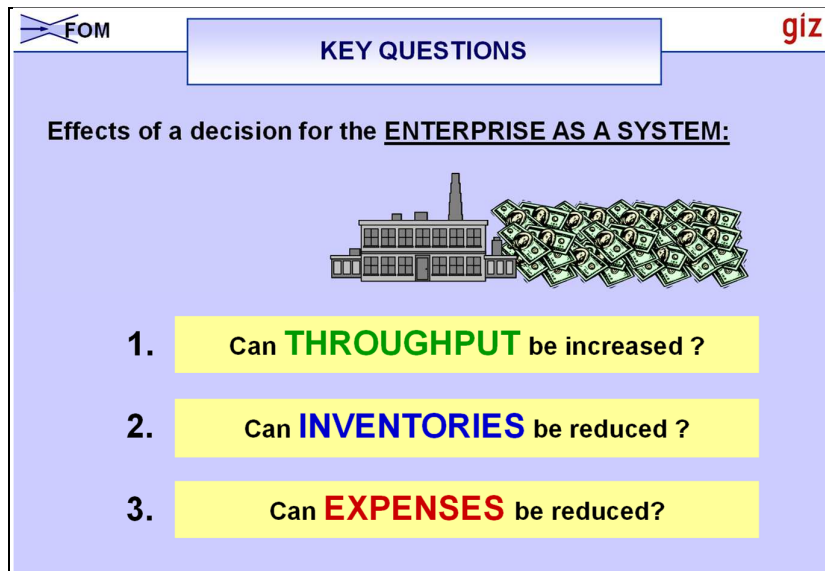 FOM
KEY QUESTIONS
giz
Effects of a decision for the ENTERPRISE AS A SYSTEM:
1. Can THROUGHPUT be increased ?
2. Can INVENTORIES be reduced ?
3. Can EXPENSES be reduced?